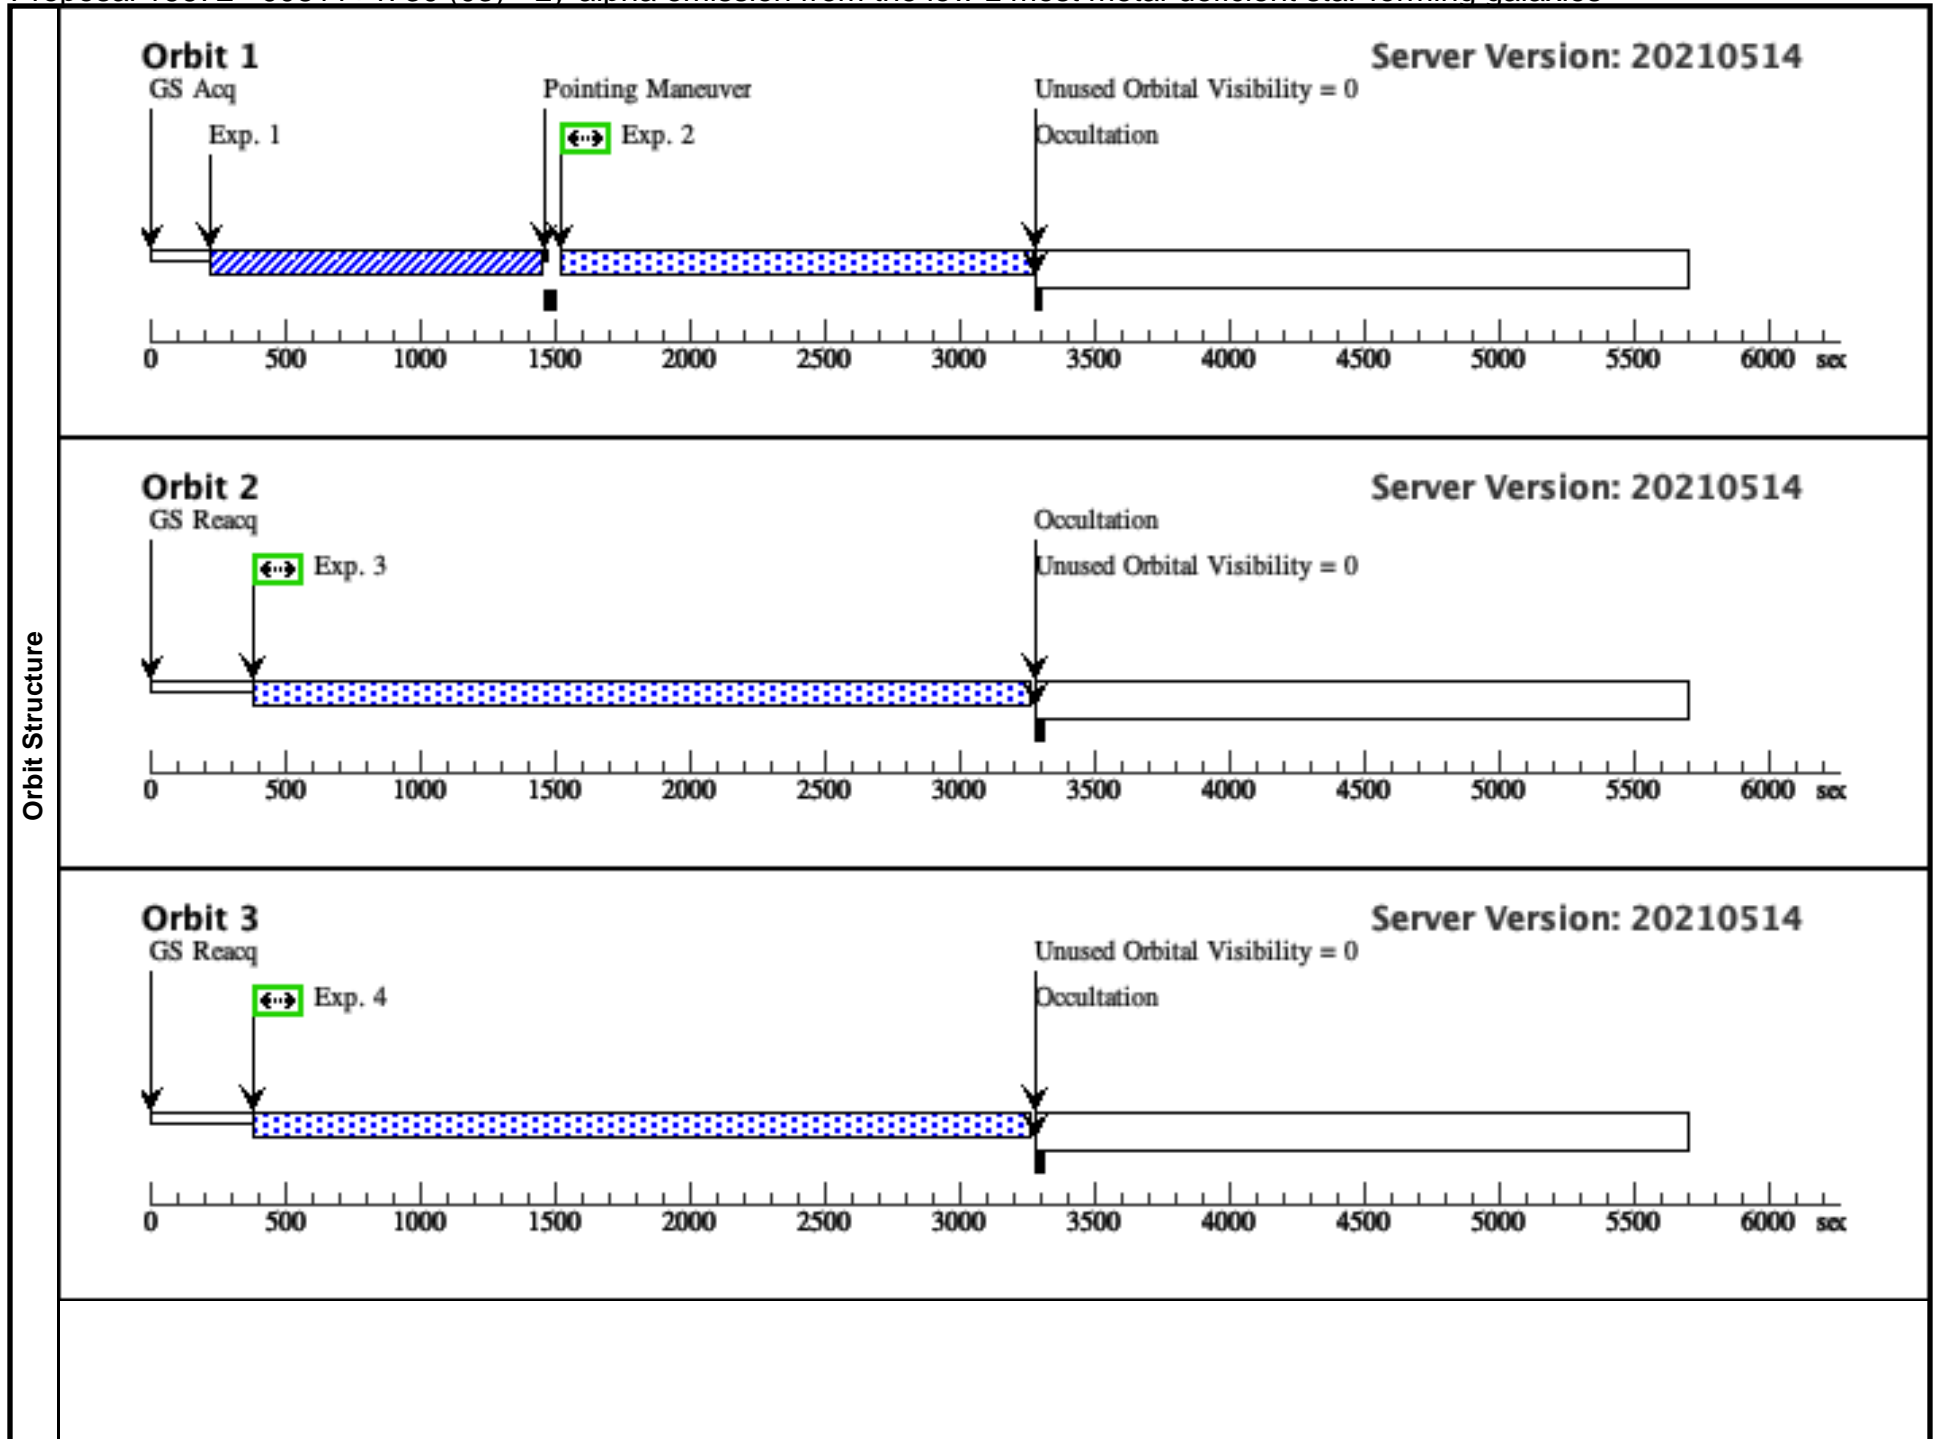 Orbit Structure
Orbit 1
Server Version: 20210514
GS Acq
Pointing Maneuver
Unused Orbital Visibility = 0
Exp. 1
Exp. 2
Occultation
0 500 1000 1500 2000 2500 3000 3500 4000 4500 5000 5500 6000 sec
Orbit 2
Server Version: 20210514
GS Reacq
Occultation
Exp. 3
Unused Orbital Visibility = 0
0 500 1000 1500 2000 2500 3000 3500 4000 4500 5000 5500 6000 sec
Orbit 3
Server Version: 20210514
GS Reacq
Unused Orbital Visibility = 0
Exp. 4
Occultation
0 500 1000 1500 2000 2500 3000 3500 4000 4500 5000 5500 6000 sec